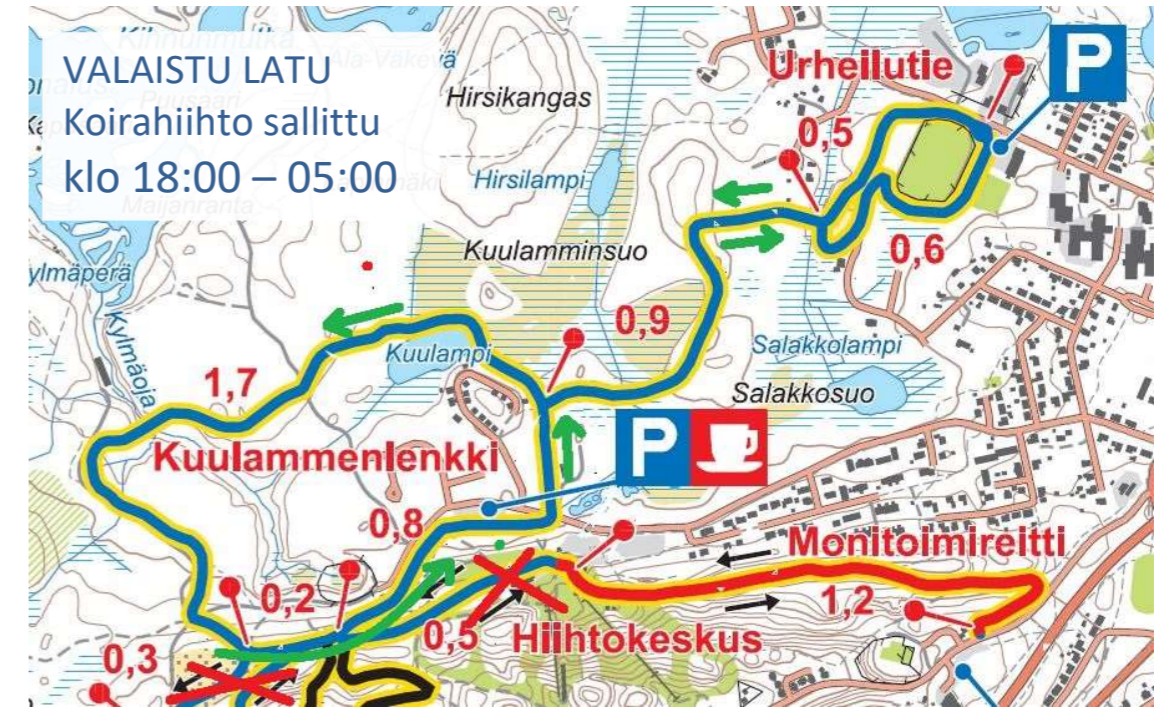 VALAISTU LATU
Koirahiihto sallittu
klo 18:00 – 05:00
Kihnunmutka
Ala-Väkevä
Puusaari
Maijanranta
Hirsikangas
Urheilutie
P
0,5
Hirsilampi
Kuulamminsuo
0,6
ylmäperä
Kylmäoja
0,9
Kuulampi
Salakkolampi
1,7
Salakkosuo
Kuulammenlenkki
P
0,8
Monitoimireitti
0,2
1,2
0,5
Hiihtokeskus
0,3